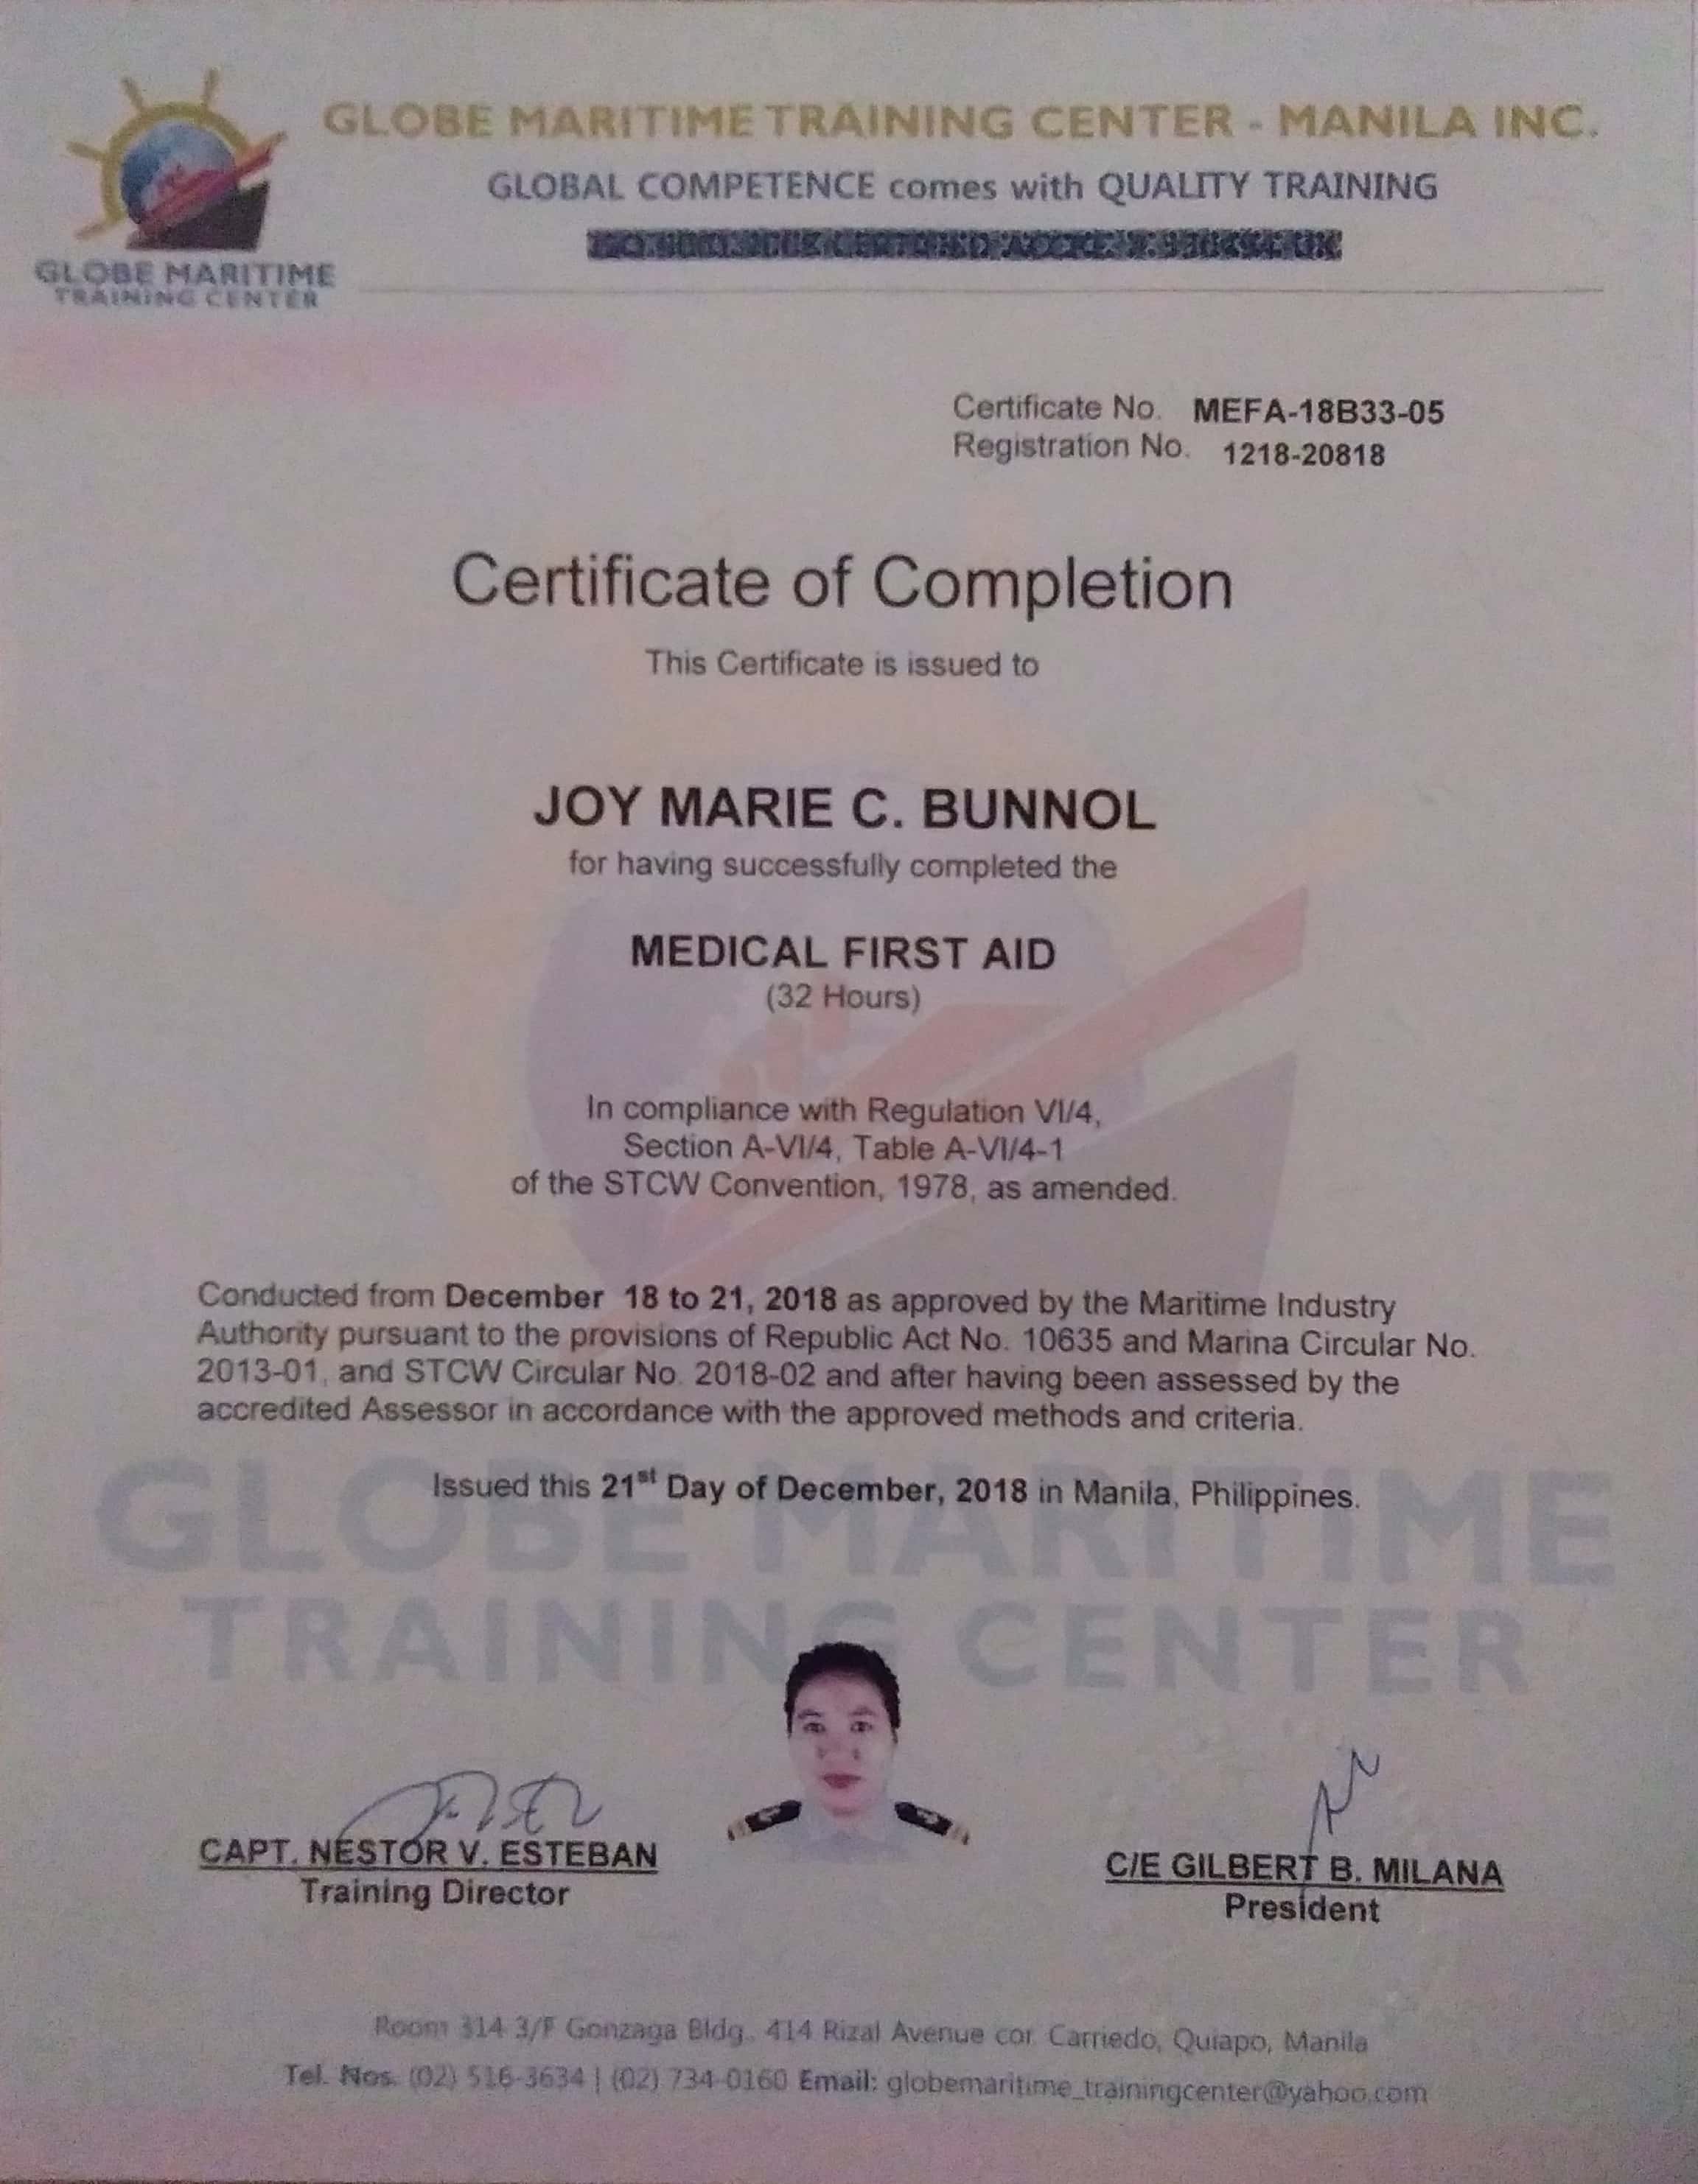 GLOBE MARITIME TRAINING CENTER - MANILA INC.
GLOBAL COMPETENCE comes with QUALITY TRAINING
GLOBE MARITIME
TRAINING CENTER
Certificate No. MEFA-18B33-05
Registration No. 1218-20818
Certificate of Completion
This Certificate is issued to
JOY MARIE C. BUNNOL
for having successfully completed the
MEDICAL FIRST AID
(32 Hours)
In compliance with Regulation VI/4,
Section A-VI/4, Table A-VI/4-1
of the STCW Convention, 1978, as amended.
Conducted from December 18 to 21, 2018 as approved by the Maritime Industry
Authority pursuant to the provisions of Republic Act No. 10635 and Marina Circular No.
2013-01, and STCW Circular No. 2018-02 and after having been assessed by the
accredited Assessor in accordance with the approved methods and criteria.
Issued this 21st Day of December, 2018 in Manila, Philippines.
GLOBE MARITIME
TRAINING CENTER
CAPT. NESTOR V. ESTEBAN
Training Director
C/E GILBERT B. MILANA
President
Room 314 3/F Gonzaga Bldg., 414 Rizal Avenue cor. Carriedo, Quiapo, Manila
Tel. Nos. (02) 516-3634 | (02) 734-0160 Email: globemaritime_trainingcenter@yahoo.com